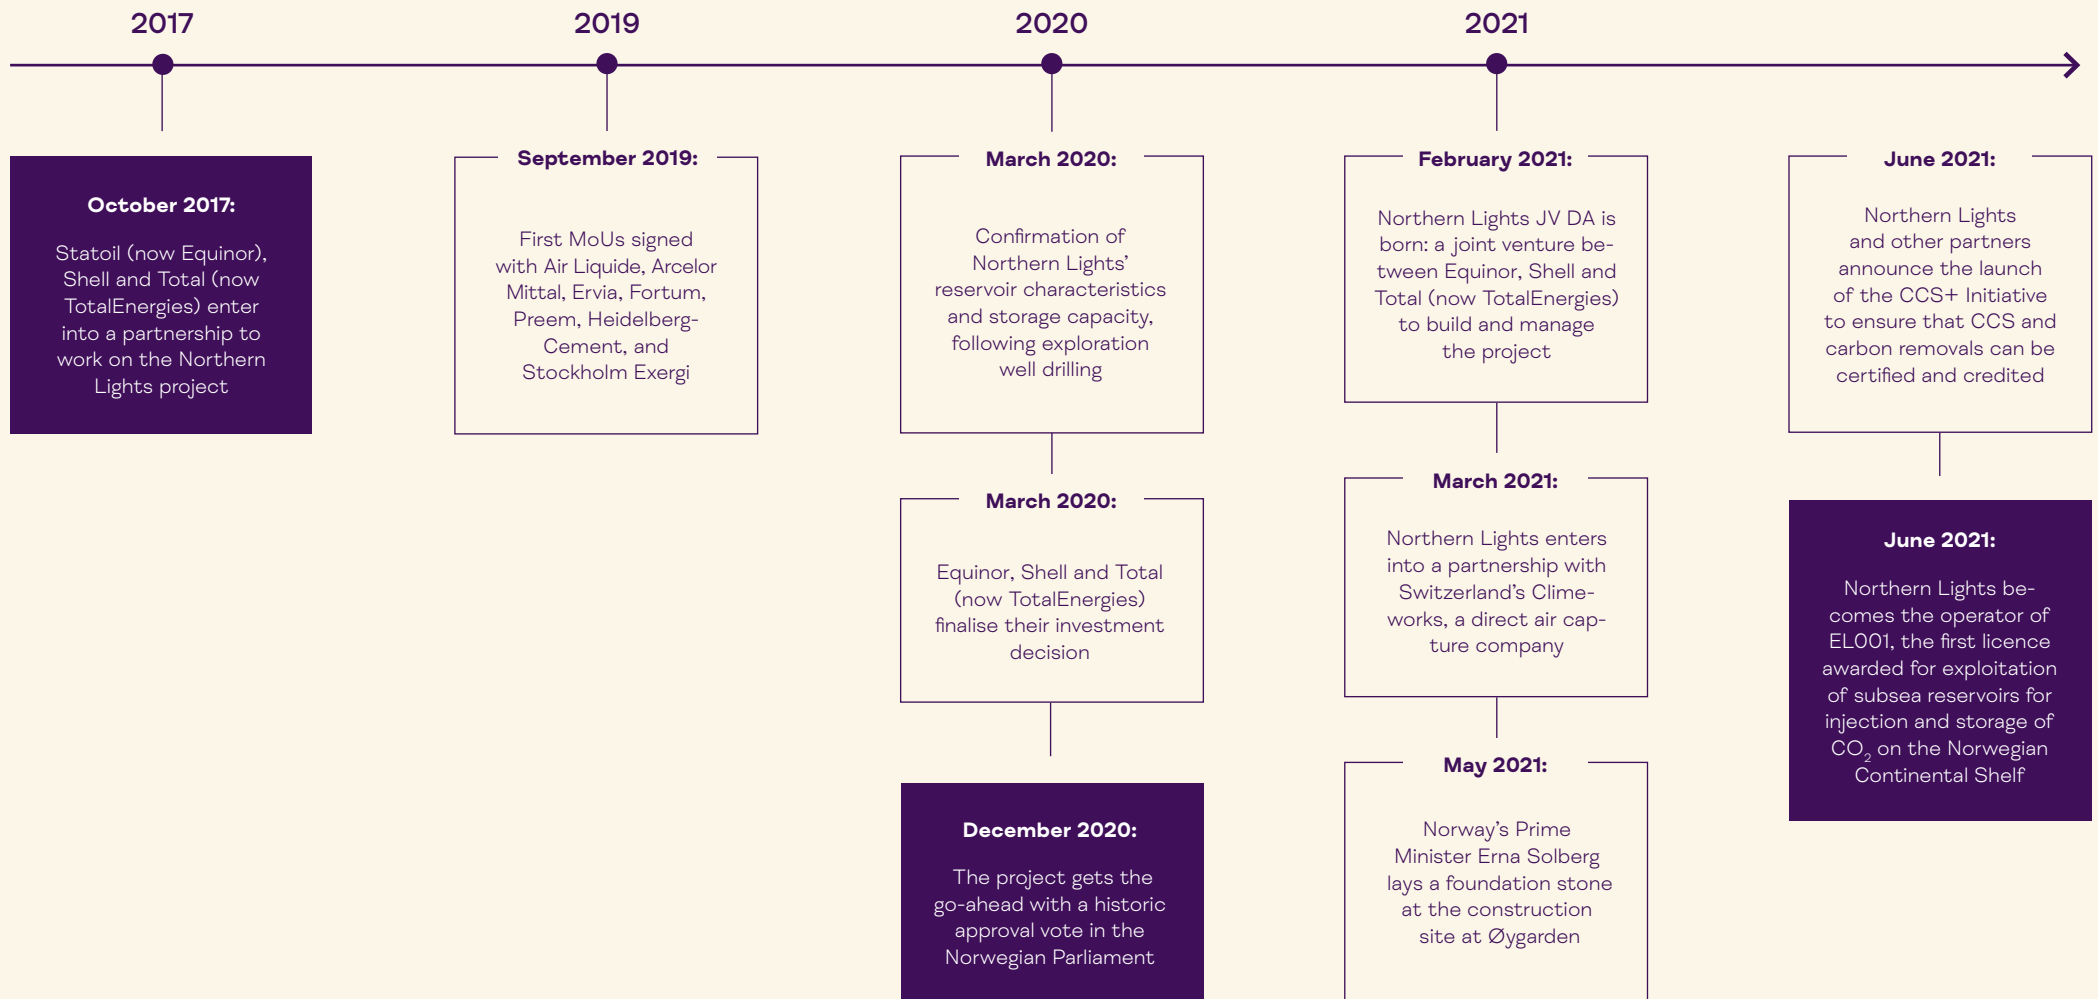 2017
2019
2020
2021
October 2017:
Statoil (now Equinor),
Shell and Total (now
TotalEnergies) enter
into a partnership to
work on the Northern
Lights project
September 2019:
First MoUs signed
with Air Liquide, Arcelor
Mittal, Ervia, Fortum,
Preem, Heidelberg-
Cement, and
Stockholm Exergi
March 2020:
Confirmation of
Northern Lights’
reservoir characteristics
and storage capacity,
following exploration
well drilling
March 2020:
Equinor, Shell and Total
(now TotalEnergies)
finalise their investment
decision
December 2020:
The project gets the
go-ahead with a historic
approval vote in the
Norwegian Parliament
February 2021:
Northern Lights JV DA is
born: a joint venture be-
tween Equinor, Shell and
Total (now TotalEnergies)
to build and manage
the project
March 2021:
Northern Lights enters
into a partnership with
Switzerland’s Clime-
works, a direct air cap-
ture company
May 2021:
Norway’s Prime
Minister Erna Solberg
lays a foundation stone
at the construction
site at Øygarden
June 2021:
Northern Lights
and other partners
announce the launch
of the CCS+ Initiative
to ensure that CCS and
carbon removals can be
certified and credited
June 2021:
Northern Lights be-
comes the operator of
EL001, the first licence
awarded for exploitation
of subsea reservoirs for
injection and storage of
CO₂ on the Norwegian
Continental Shelf